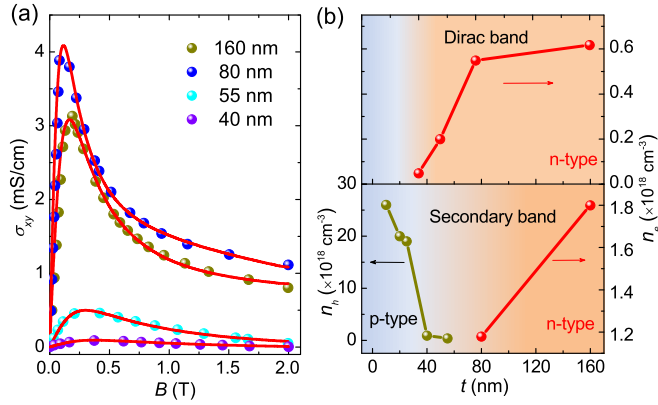 (a)
4
3
2
1
0
σxy (mS/cm)
0.0
0.5
1.0
1.5
2.0
B (T)
160 nm
80 nm
55 nm
40 nm
(b)
Dirac band
n-type
0.6
0.4
0.2
0.0
30
20
10
0
nh (×10^18 cm^-3)
Secondary band
p-type
n-type
1.8
1.6
1.4
1.2
ne (×10^18 cm^-3)
0
40
80
120
160
t (nm)